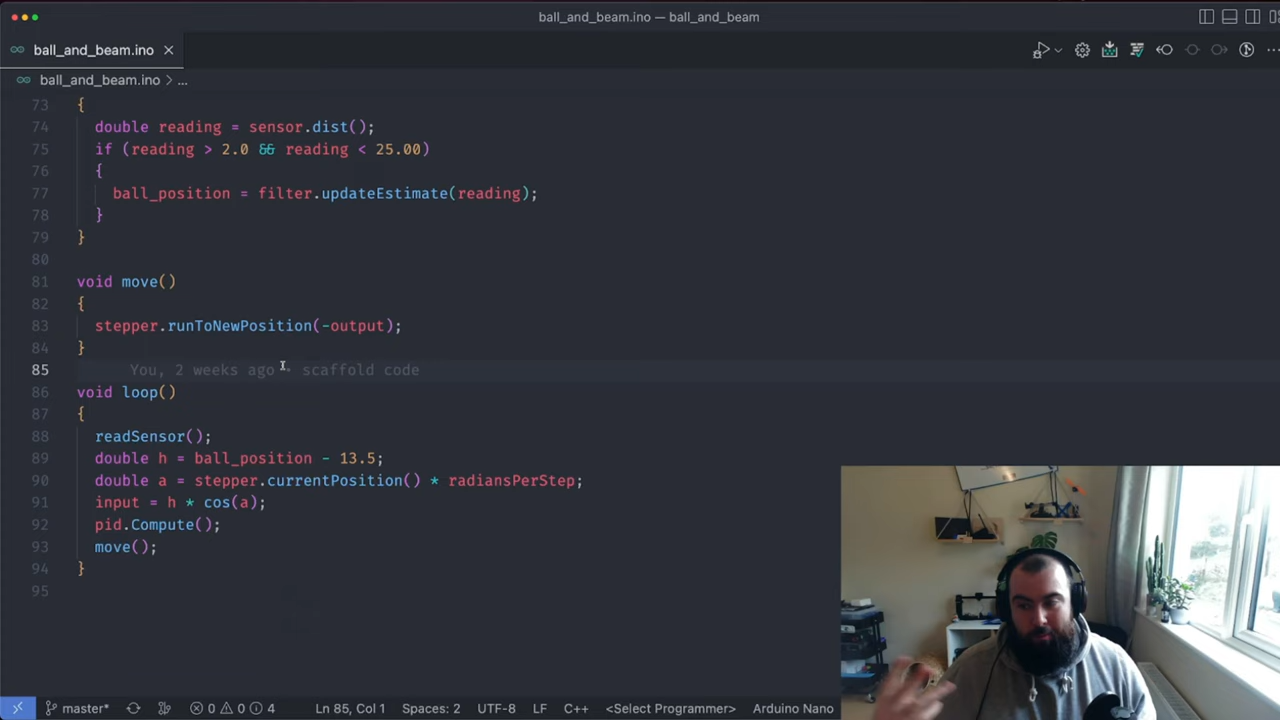 ball_and_beam.ino — ball_and_beam
ball_and_beam.ino
ball_and_beam.ino > ...
73 {
74 double reading = sensor.dist();
75 if (reading > 2.0 && reading < 25.00)
76 {
77 ball_position = filter.updateEstimate(reading);
78 }
79 }
80
81 void move()
82 {
83 stepper.runToNewPosition(-output);
84 }
85 You, 2 weeks ago • scaffold code
86 void loop()
87 {
88 readSensor();
89 double h = ball_position - 13.5;
90 double a = stepper.currentPosition() * radiansPerStep;
91 input = h * cos(a);
92 pid.Compute();
93 move();
94 }
95
master* 0 0 4 Ln 85, Col 1 Spaces: 2 UTF-8 LF C++ <Select Programmer> Arduino Nano